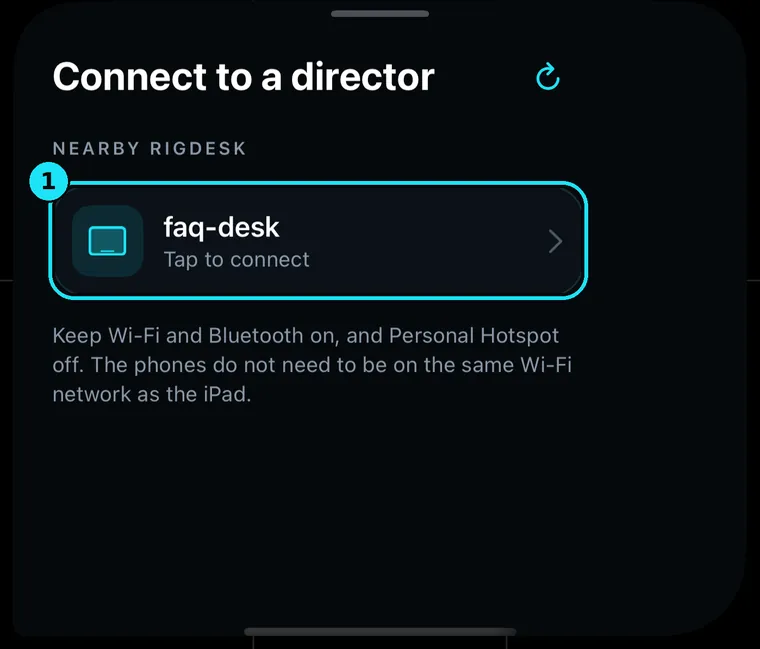 Connect to a director
NEARBY RIGDESK
1
faq-desk
Tap to connect
Keep Wi-Fi and Bluetooth on, and Personal Hotspot
off. The phones do not need to be on the same Wi-Fi
network as the iPad.